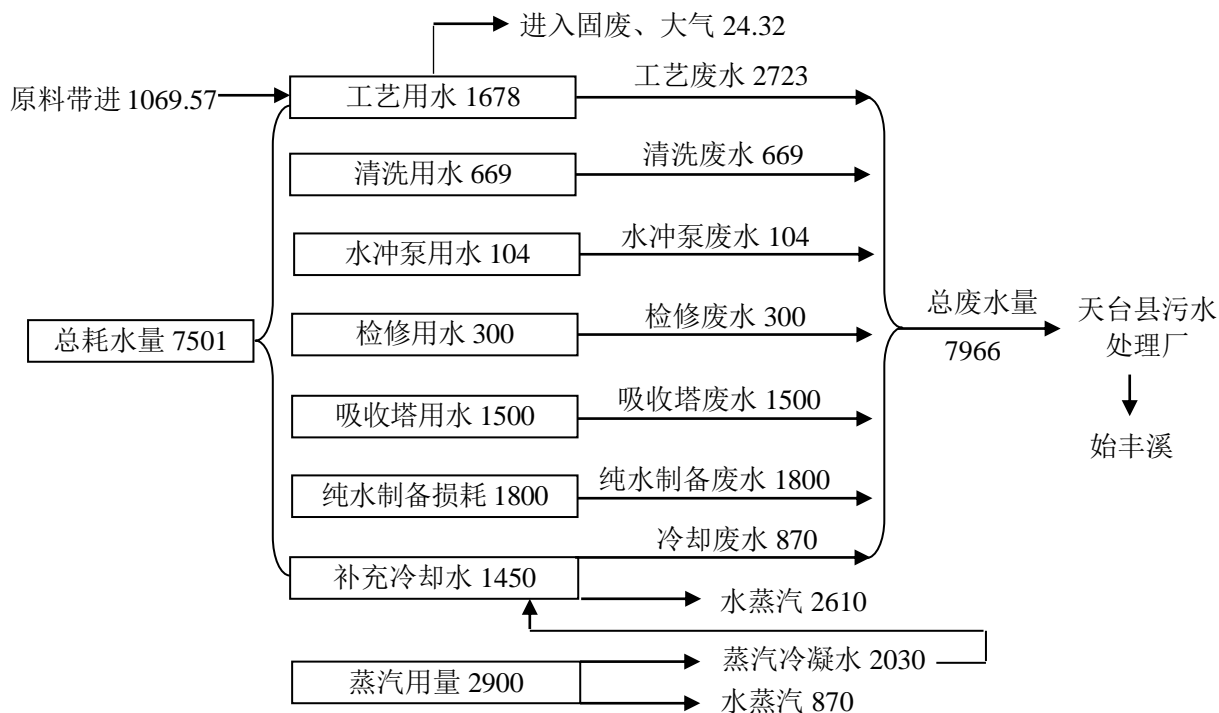 进入固废、大气 24.32
原料带进 1069.57
工艺用水 1678
工艺废水 2723
清洗用水 669
清洗废水 669
水冲泵用水 104
水冲泵废水 104
总耗水量 7501
检修用水 300
检修废水 300
总废水量
7966
天台县污水
处理厂
吸收塔用水 1500
吸收塔废水 1500
始丰溪
纯水制备损耗 1800
纯水制备废水 1800
补充冷却水 1450
冷却废水 870
水蒸汽 2610
蒸汽用量 2900
蒸汽冷凝水 2030
水蒸汽 870